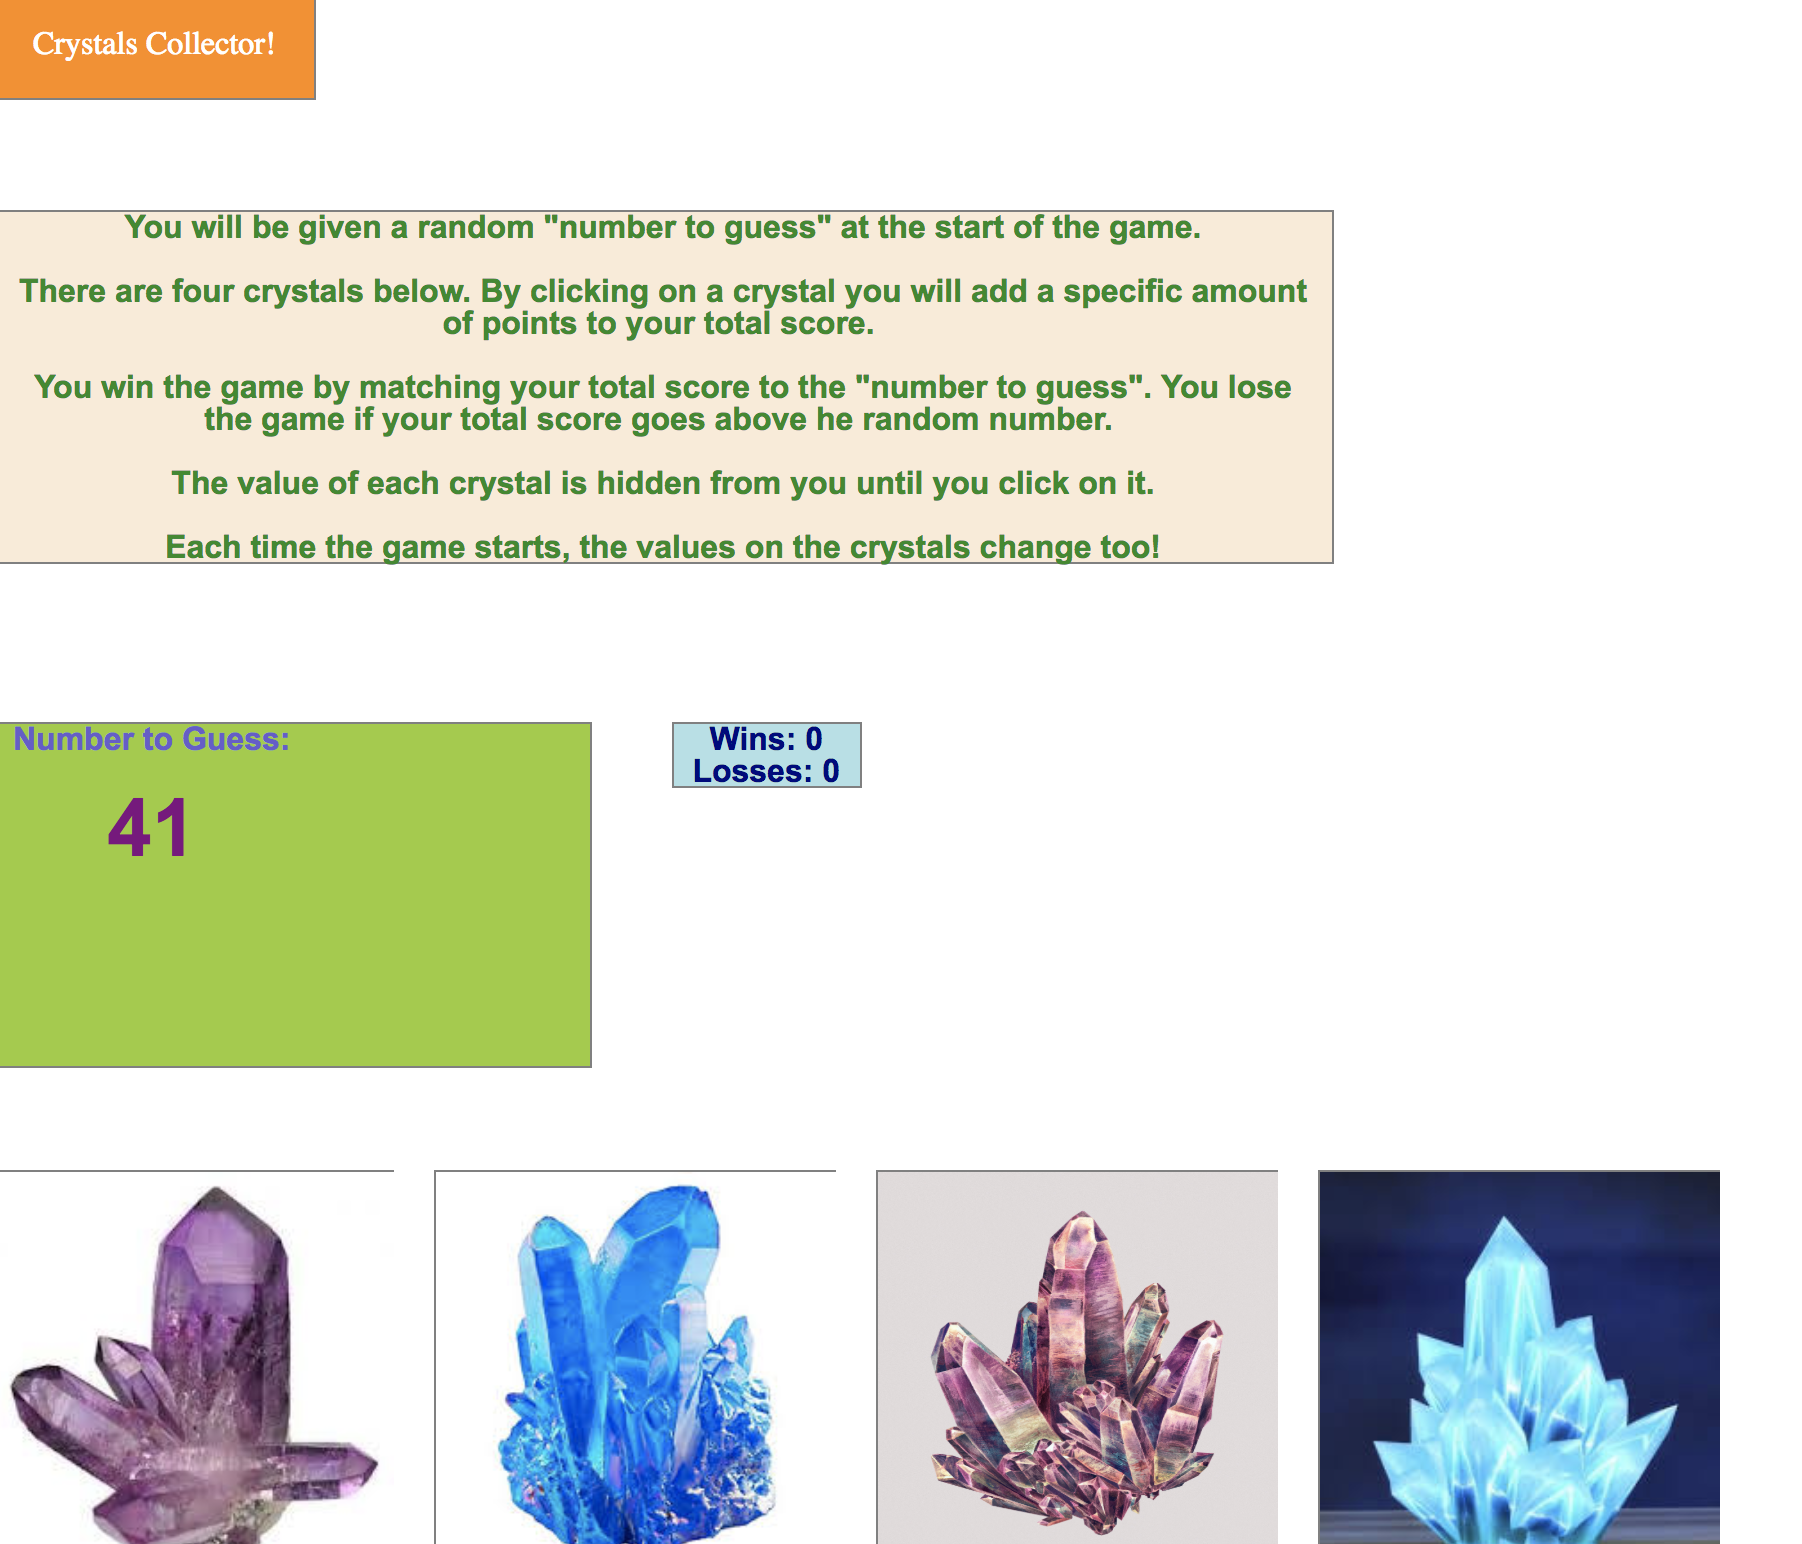 Crystals Collector!
You will be given a random "number to guess" at the start of the game.
There are four crystals below. By clicking on a crystal you will add a specific amount
of points to your total score.
You win the game by matching your total score to the "number to guess". You lose
the game if your total score goes above he random number.
The value of each crystal is hidden from you until you click on it.
Each time the game starts, the values on the crystals change too!
Number to Guess:
41
Wins: 0
Losses: 0